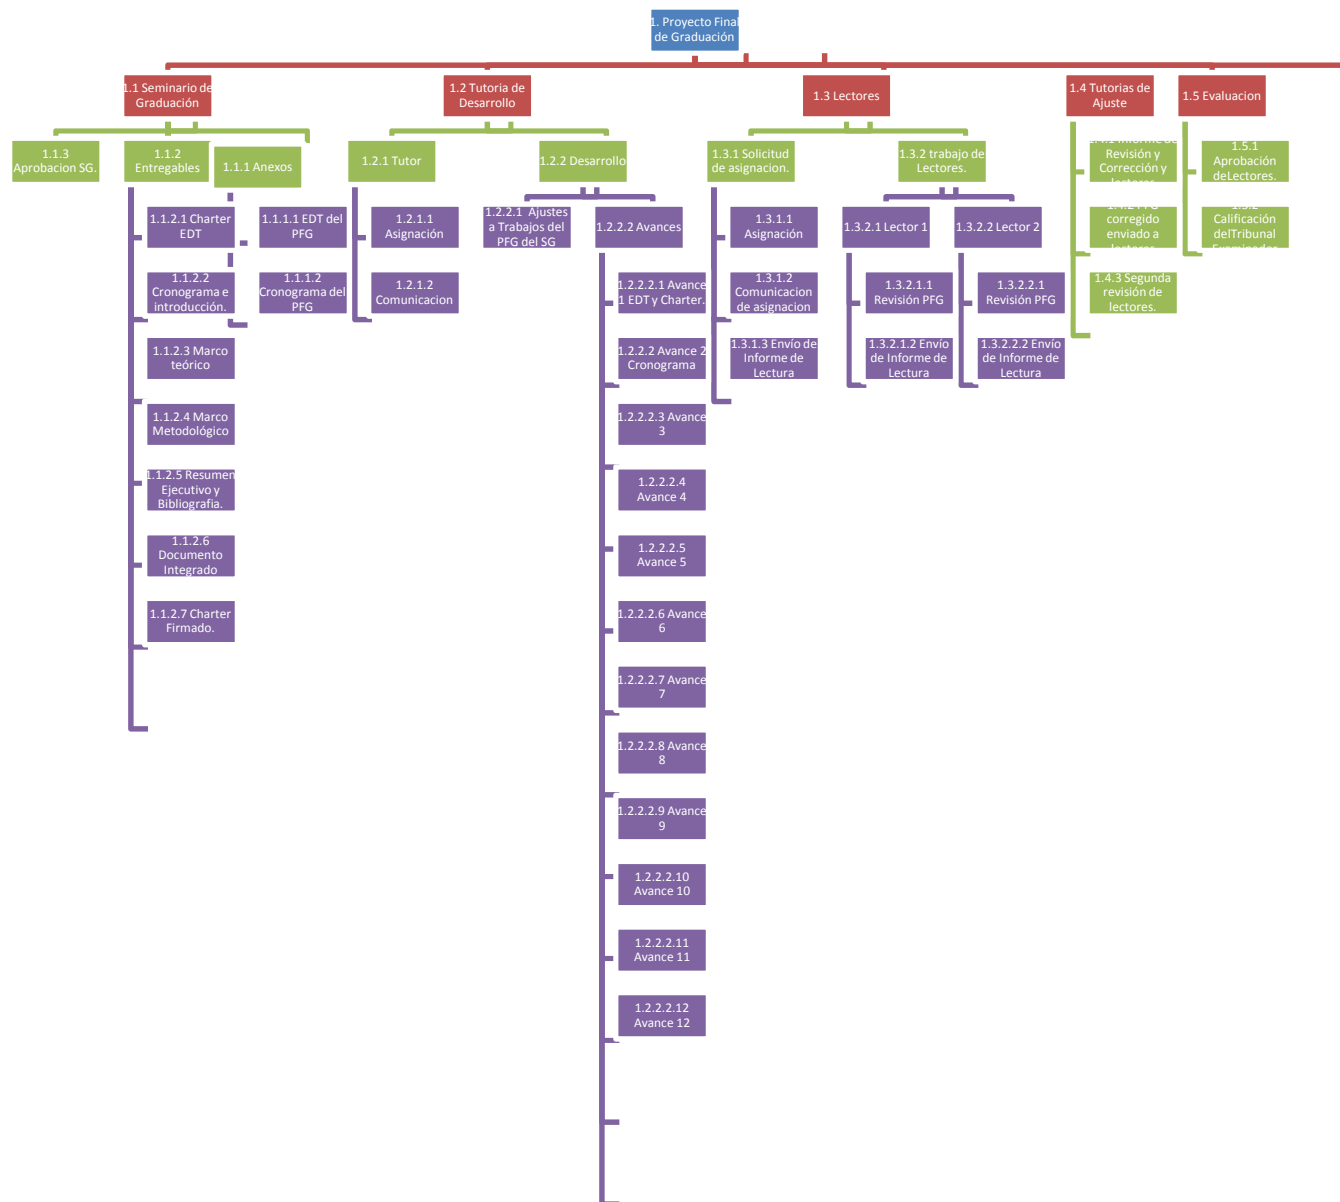 1. Proyecto Final
de Graduación
1.1 Seminario de
Graduación
1.2 Tutoria de
Desarrollo
1.3 Lectores
1.4 Tutorias de
Ajuste
1.5 Evaluacion
1.1.3
Aprobacion SG.
1.1.2
Entregables
1.1.1 Anexos
1.2.1 Tutor
1.2.2 Desarrollo
1.3.1 Solicitud
de asignacion.
1.3.2 trabajo de
Lectores.
1.4.1 Informe de
Revisión y
Corrección y
lectores
1.5.1
Aprobación
deLectores.
1.1.2.1 Charter
EDT
1.1.1.1 EDT del
PFG
1.2.1.1
Asignación
1.2.2.1 Ajustes
a Trabajos del
PFG del SG
1.2.2.2 Avances
1.3.1.1
Asignación
1.3.2.1 Lector 1
1.3.2.2 Lector 2
1.4.2 PFG
corregido
enviado a
lectores
1.5.2
Calificación
delTribunal
Examinador
1.1.2.2
Cronograma e
introducción.
1.1.1.2
Cronograma del
PFG
1.2.1.2
Comunicacion
1.2.2.2.1 Avance
1 EDT y Charter.
1.3.1.2
Comunicacion
de asignacion
1.3.2.1.1
Revisión PFG
1.3.2.2.1
Revisión PFG
1.4.3 Segunda
revisión de
lectores.
1.1.2.3 Marco
teórico
1.2.2.2 Avance 2
Cronograma
1.3.1.3 Envío de
Informe de
Lectura
1.3.2.1.2 Envío
de Informe de
Lectura
1.3.2.2.2 Envío
de Informe de
Lectura
1.1.2.4 Marco
Metodológico
1.2.2.2.3 Avance
3
1.1.2.5 Resumen
Ejecutivo y
Bibliografia.
1.2.2.2.4
Avance 4
1.1.2.6
Documento
Integrado
1.2.2.2.5
Avance 5
1.1.2.7 Charter
Firmado.
1.2.2.2.6 Avance
6
1.2.2.2.7 Avance
7
1.2.2.2.8 Avance
8
1.2.2.2.9 Avance
9
1.2.2.2.10
Avance 10
1.2.2.2.11
Avance 11
1.2.2.2.12
Avance 12